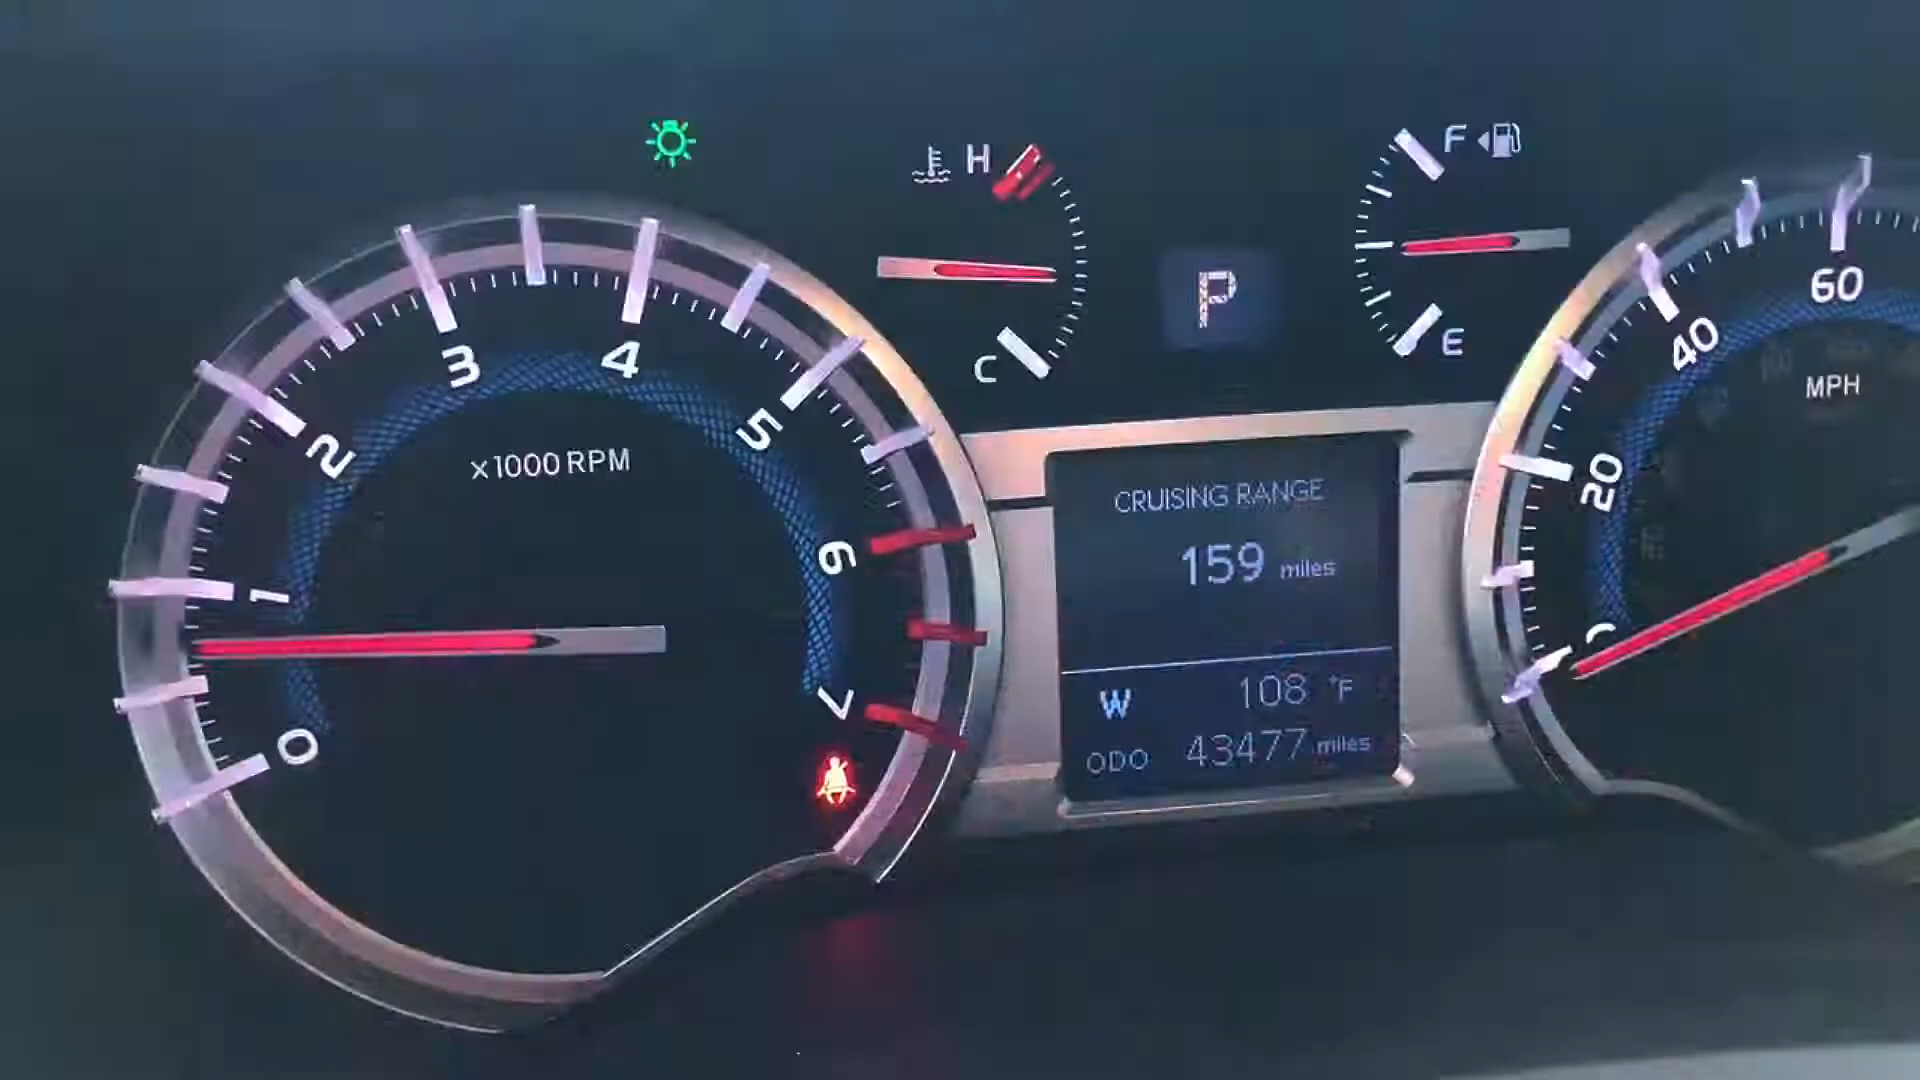 H
C
P
F
E
0
1
2
3
4
5
6
7
x1000 RPM
CRUISING RANGE
159 miles
W 108 °F
ODO 43477 miles
20
40
60
MPH